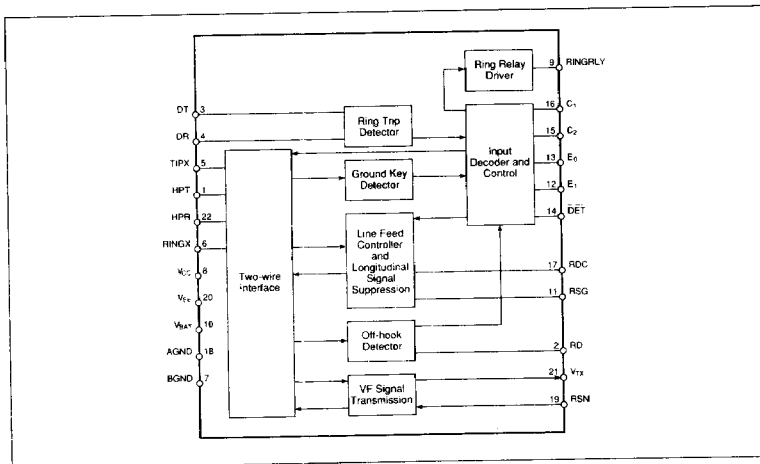 Ring Relay
Driver
9 RINGRLY
DT 3
DR 4
TIPX 5
HPT 1
HPR 22
RINGX 6
VCC 8
VEE 20
VBAT 10
AGND 18
BGND 7
Ring Trip
Detector
Ground Key
Detector
Input
Decoder and
Control
16 C1
15 C2
13 E0
12 E1
14 DET
Two-wire
Interface
Line Feed
Controller
and
Longitudinal
Signal
Suppression
17 RDC
11 RSG
Off-hook
Detector
2 RD
VF Signal
Transmission
21 VTX
19 RSN